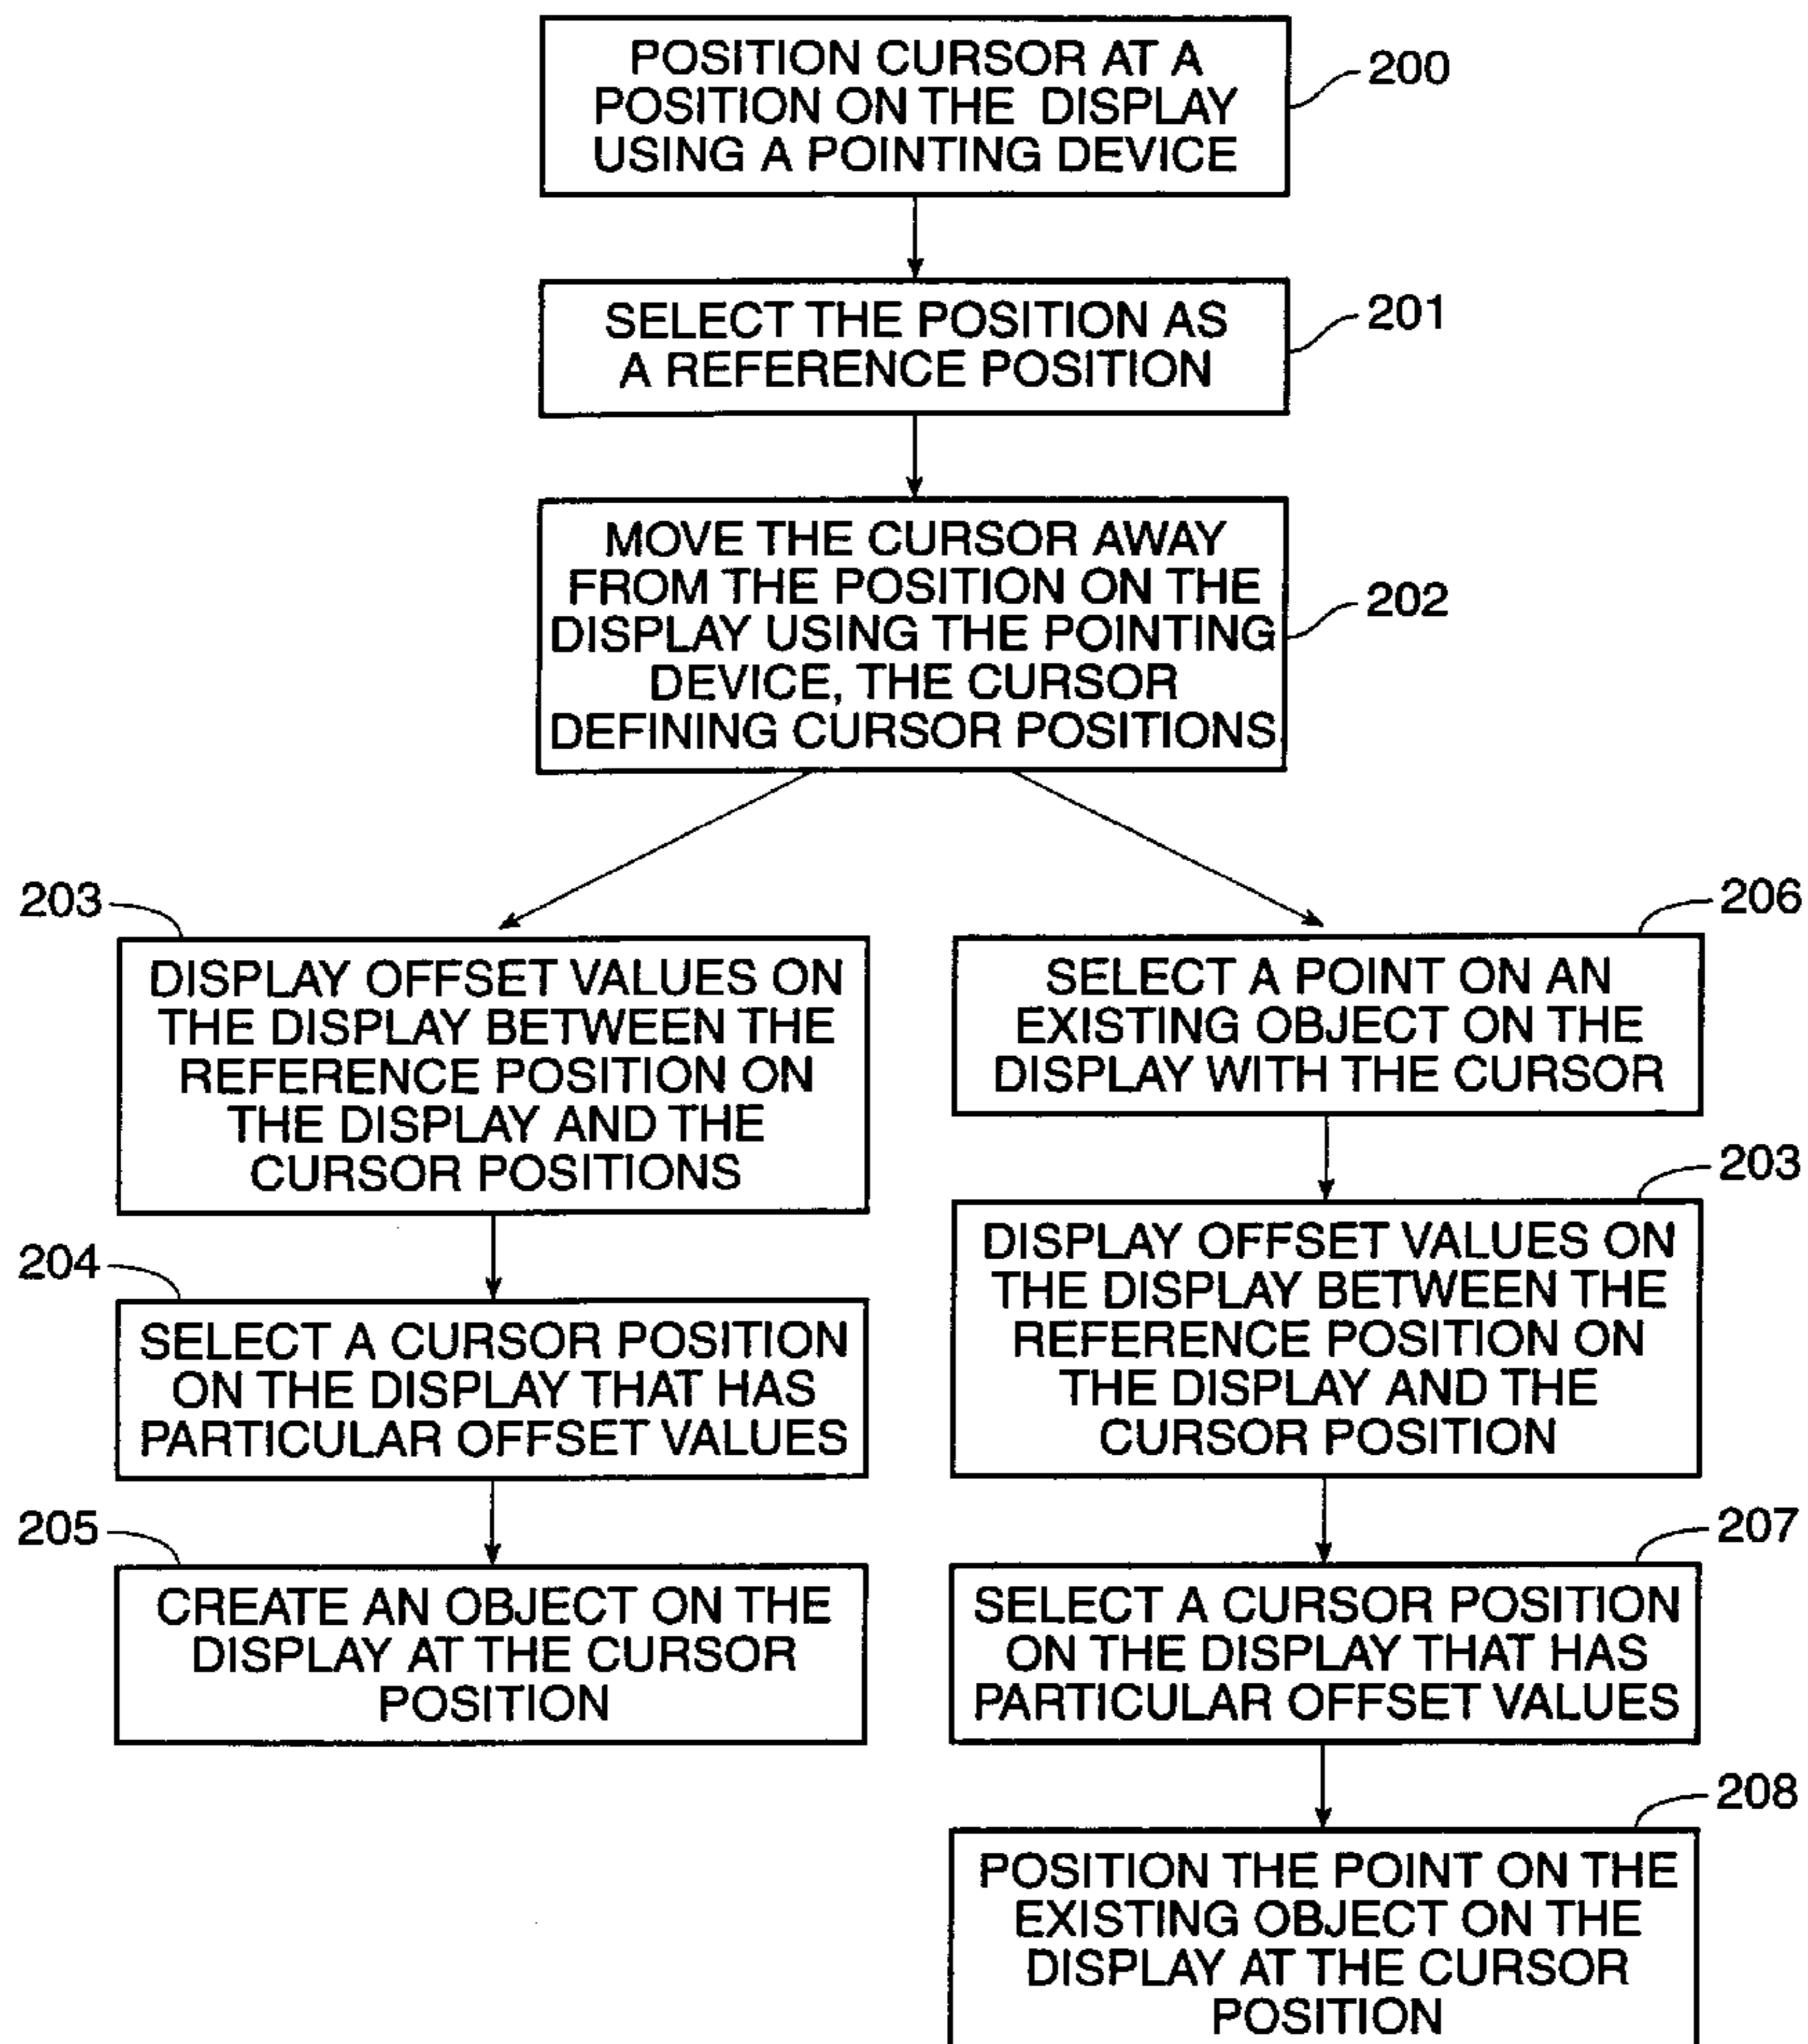 POSITION CURSOR AT A
POSITION ON THE DISPLAY
USING A POINTING DEVICE
200
SELECT THE POSITION AS
A REFERENCE POSITION
201
MOVE THE CURSOR AWAY
FROM THE POSITION ON THE
DISPLAY USING THE POINTING
DEVICE, THE CURSOR
DEFINING CURSOR POSITIONS
202
203
DISPLAY OFFSET VALUES ON
THE DISPLAY BETWEEN THE
REFERENCE POSITION ON
THE DISPLAY AND THE
CURSOR POSITIONS
204
SELECT A CURSOR POSITION
ON THE DISPLAY THAT HAS
PARTICULAR OFFSET VALUES
205
CREATE AN OBJECT ON THE
DISPLAY AT THE CURSOR
POSITION
206
SELECT A POINT ON AN
EXISTING OBJECT ON THE
DISPLAY WITH THE CURSOR
203
DISPLAY OFFSET VALUES ON
THE DISPLAY BETWEEN THE
REFERENCE POSITION ON
THE DISPLAY AND THE
CURSOR POSITION
207
SELECT A CURSOR POSITION
ON THE DISPLAY THAT HAS
PARTICULAR OFFSET VALUES
208
POSITION THE POINT ON THE
EXISTING OBJECT ON THE
DISPLAY AT THE CURSOR
POSITION